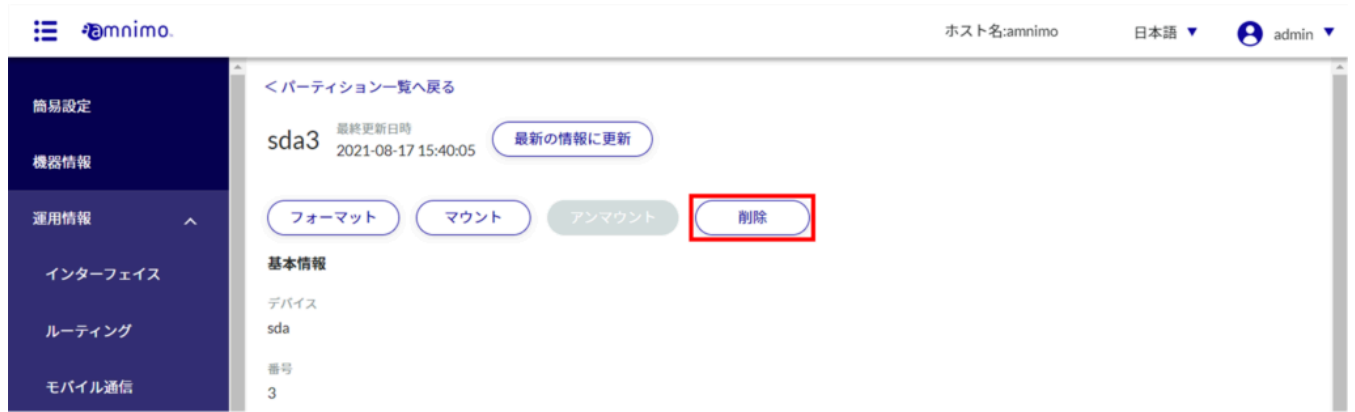 amnimo.
ホスト名:amnimo
日本語 ▼
admin ▼
簡易設定
機器情報
運用情報
インターフェイス
ルーティング
モバイル通信
< パーティション一覧へ戻る
sda3
最終更新日時
2021-08-17 15:40:05
最新の情報に更新
フォーマット
マウント
アンマウント
削除
基本情報
デバイス
sda
番号
3